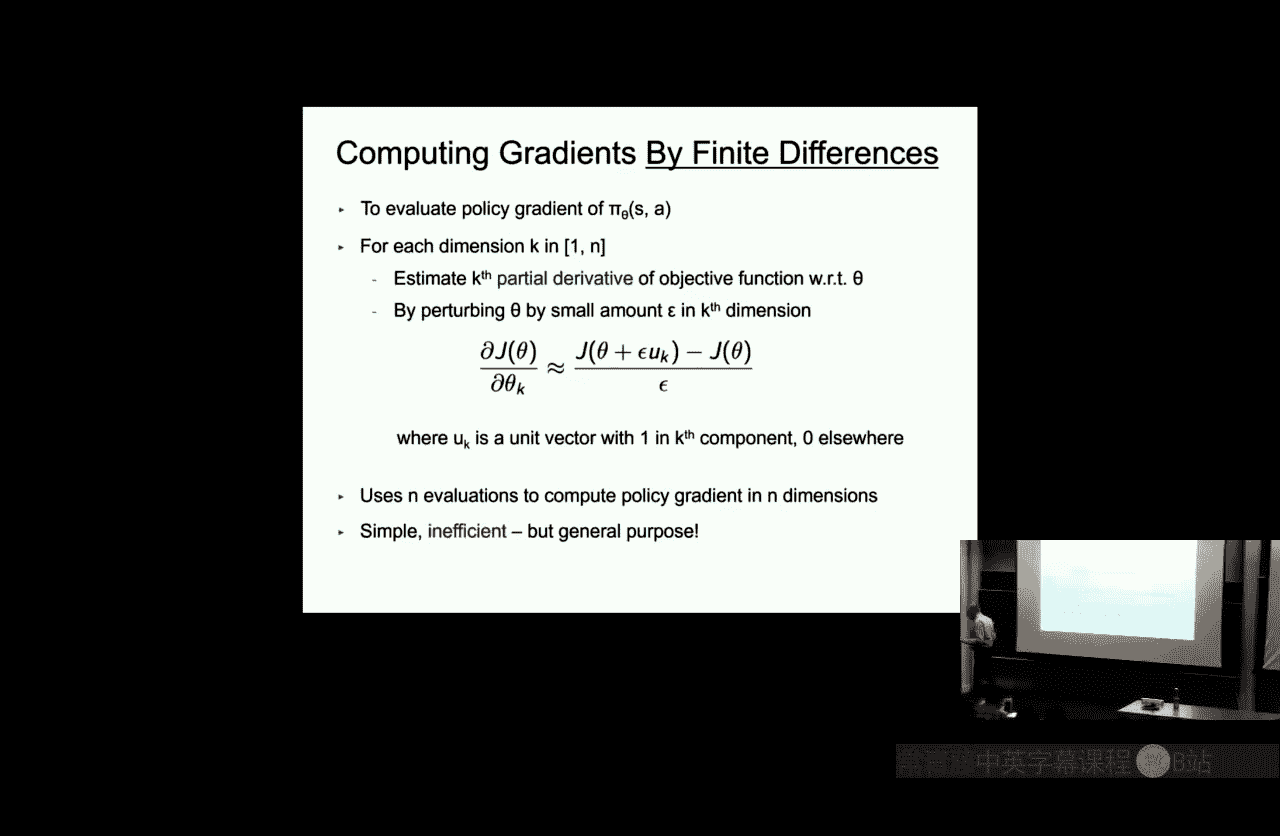 Computing Gradients By Finite Differences
‣ To evaluate policy gradient of πθ(s, a)
‣ For each dimension k in [1, n]
- Estimate kth partial derivative of objective function w.r.t. θ
- By perturbing θ by small amount ε in kth dimension
∂J(θ)/∂θk ≈ (J(θ + ϵuk) − J(θ))/ϵ
where uk is a unit vector with 1 in kth component, 0 elsewhere
‣ Uses n evaluations to compute policy gradient in n dimensions
‣ Simple, inefficient – but general purpose!
中英字幕课程 B站